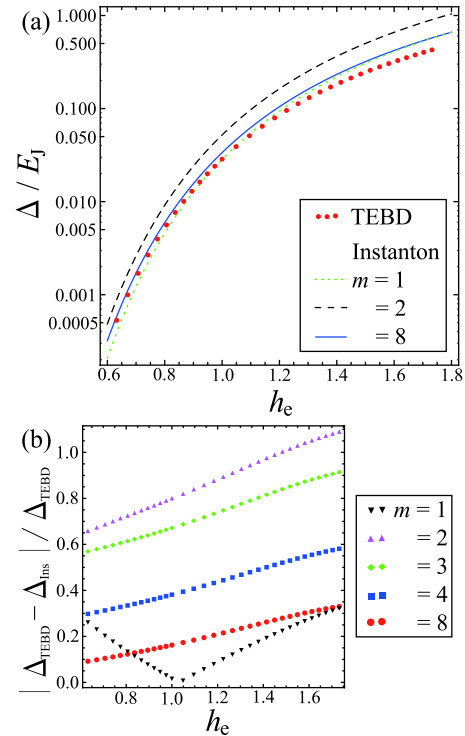 (a)
1.000
0.500
0.100
0.050
0.010
0.005
0.001
0.0005
Δ / E_J
TEBD
Instanton
m = 1
= 2
= 8
0.6 0.8 1.0 1.2 1.4 1.6 1.8
h_e
(b)
1.0
0.8
0.6
0.4
0.2
0.0
| Δ_TEBD − Δ_Ins | / Δ_TEBD
m = 1
= 2
= 3
= 4
= 8
0.8 1.0 1.2 1.4 1.6
h_e